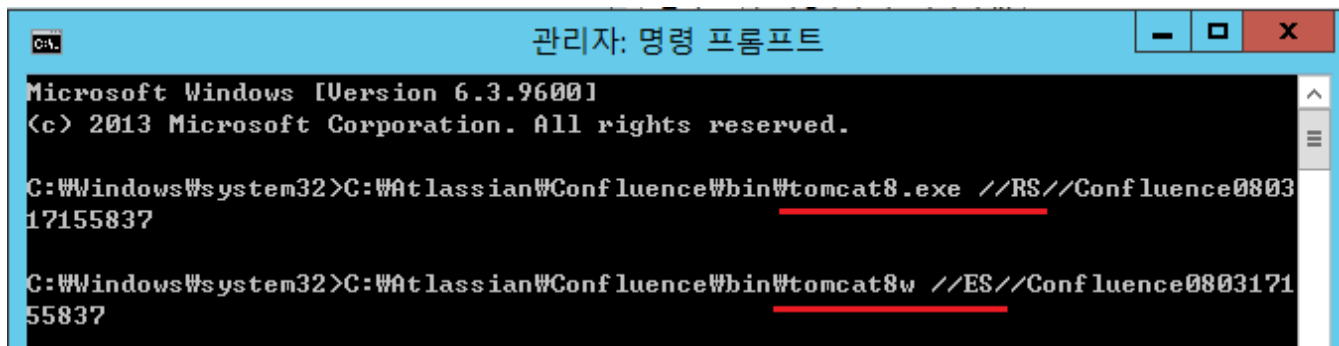 관리자: 명령 프롬프트
Microsoft Windows [Version 6.3.9600]
(c) 2013 Microsoft Corporation. All rights reserved.
C:₩Windows₩system32>C:₩Atlassian₩Confluence₩bin₩tomcat8.exe //RS//Confluence0803
17155837
C:₩Windows₩system32>C:₩Atlassian₩Confluence₩bin₩tomcat8w //ES//Confluence0803171
55837